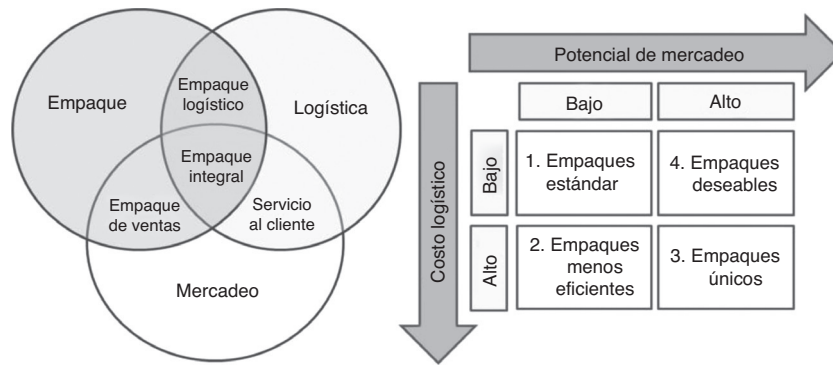 Empaque
Empaque
logístico
Logística
Empaque
integral
Empaque
de ventas
Servicio
al cliente
Mercadeo
Potencial de mercadeo
Costo logístico
Bajo
Alto
Bajo
1. Empaques
estándar
4. Empaques
deseables
Alto
2. Empaques
menos
eficientes
3. Empaques
únicos